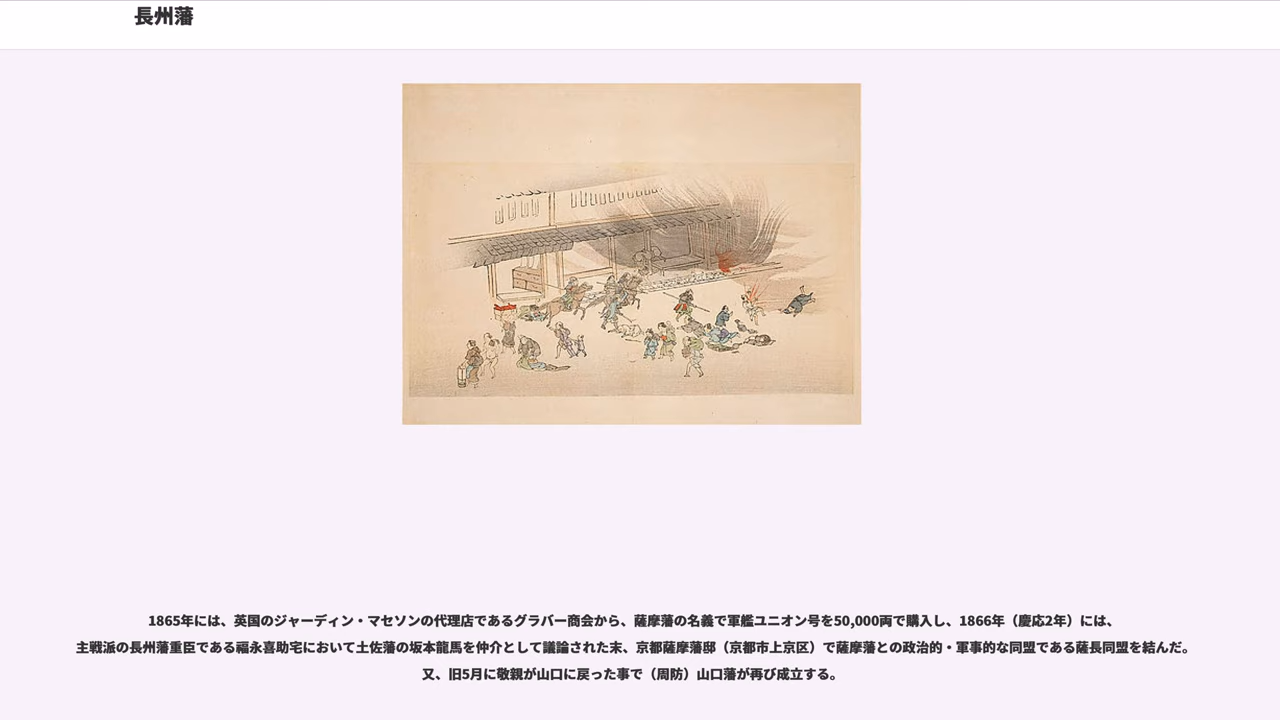 長州藩
1865年には、英国のジャーディン・マセソンの代理店であるグラバー商会から、薩摩藩の名義で軍艦ユニオン号を50,000両で購入し、1866年（慶応2年）には、
主戦派の長州藩重臣である福永喜助宅において土佐藩の坂本龍馬を仲介として議論された末、京都薩摩藩邸（京都市上京区）で薩摩藩との政治的・軍事的な同盟である薩長同盟を結んだ。
又、旧5月に敬親が山口に戻った事で（周防）山口藩が再び成立する。